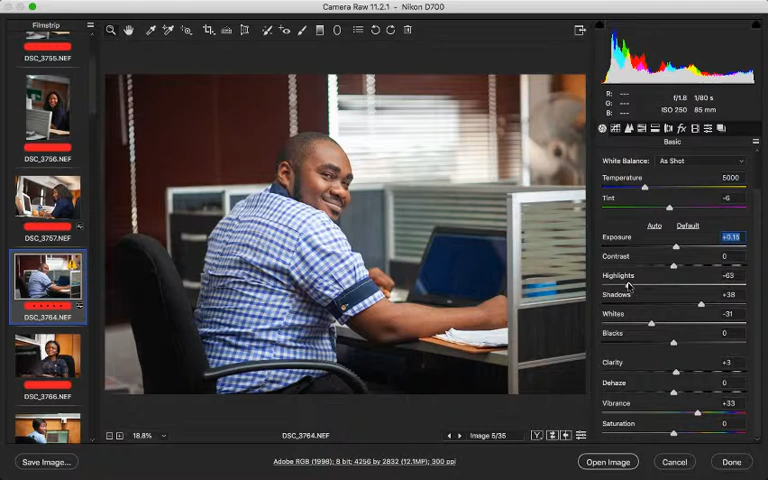 Camera Raw 11.2.1 - Nikon D700
Filmstrip
DSC_3755.NEF
DSC_3756.NEF
DSC_3757.NEF
DSC_3764.NEF
DSC_3766.NEF
R: ---
G: ---
B: ---
f/1.8 1/80 s
ISO 250 85 mm
fx
Basic
White Balance: As Shot
Temperature 5000
Tint -6
Auto Default
Exposure +0.15
Contrast 0
Highlights -63
Shadows +38
Whites -31
Blacks 0
Clarity +3
Dehaze 0
Vibrance +33
Saturation 0
18.8%
DSC_3764.NEF
Image 5/35
Y
Save Image...
Adobe RGB (1998); 8 bit; 4256 by 2832 (12.1MP); 300 ppi
Open Image
Cancel
Done